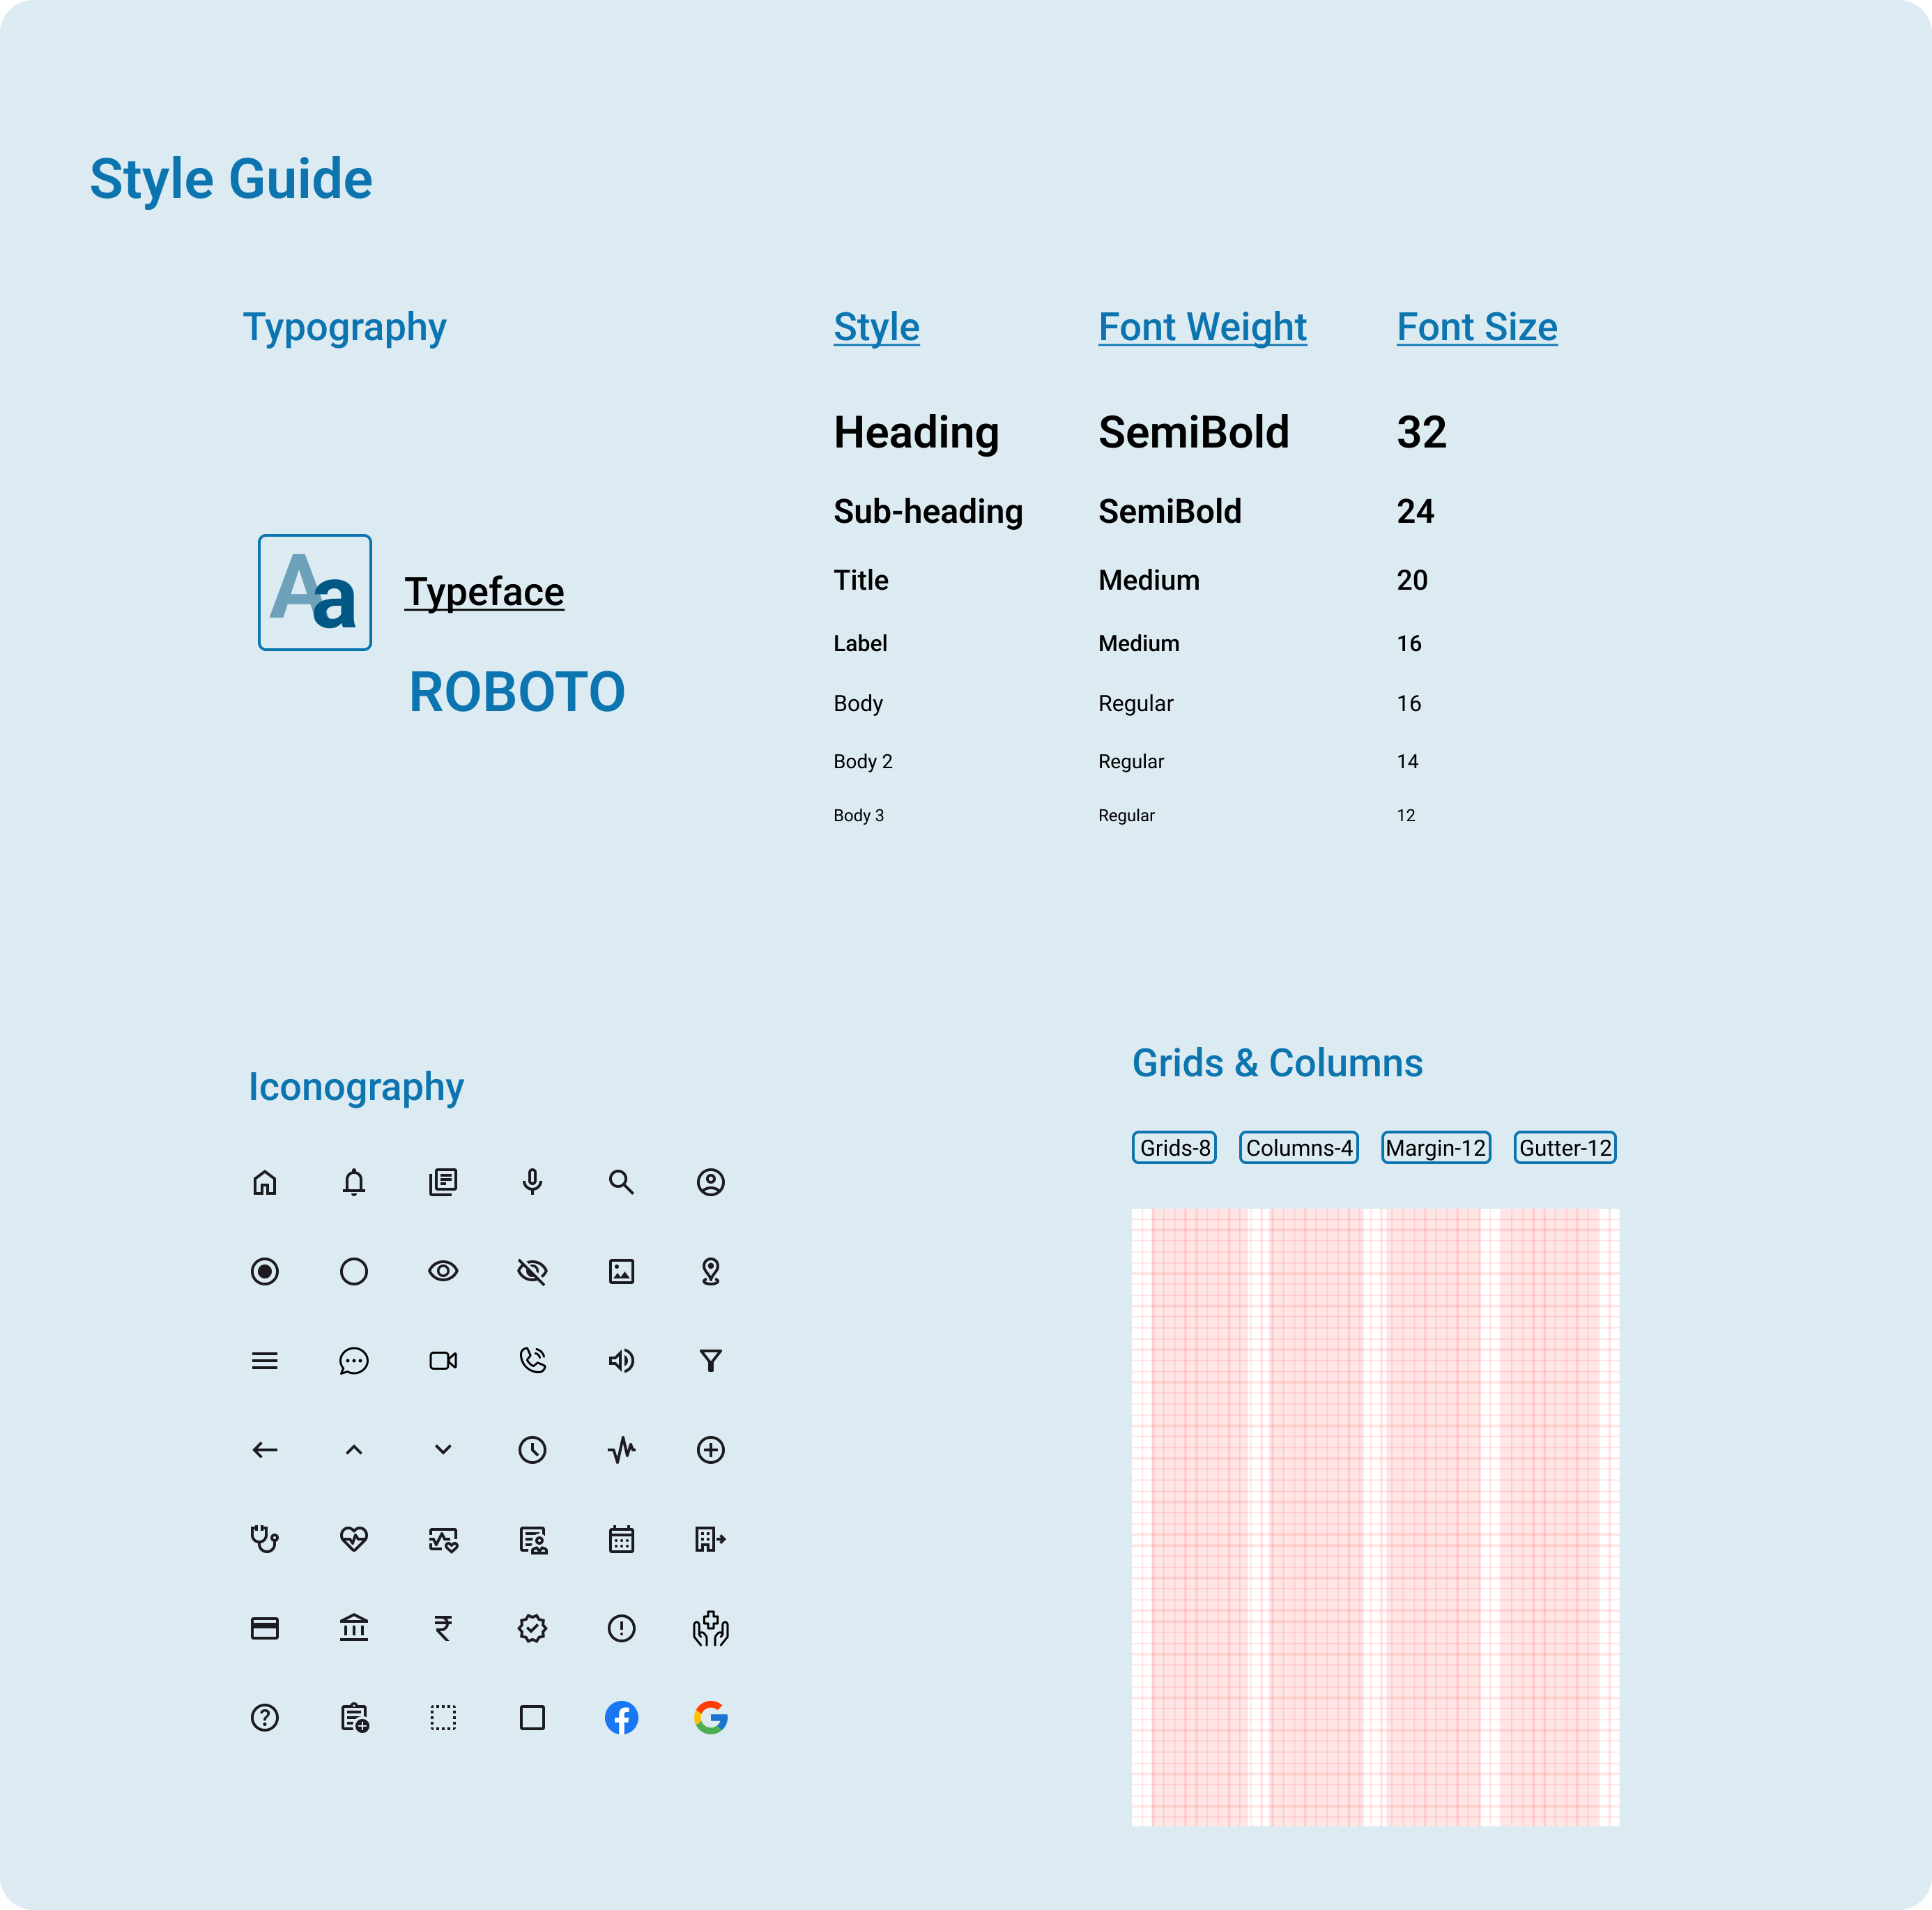 Style Guide
Typography
Aa
Typeface
ROBOTO
Style Font Weight Font Size
Heading SemiBold 32
Sub-heading SemiBold 24
Title Medium 20
Label Medium 16
Body Regular 16
Body 2 Regular 14
Body 3 Regular 12
Iconography
Grids & Columns
Grids-8 Columns-4 Margin-12 Gutter-12